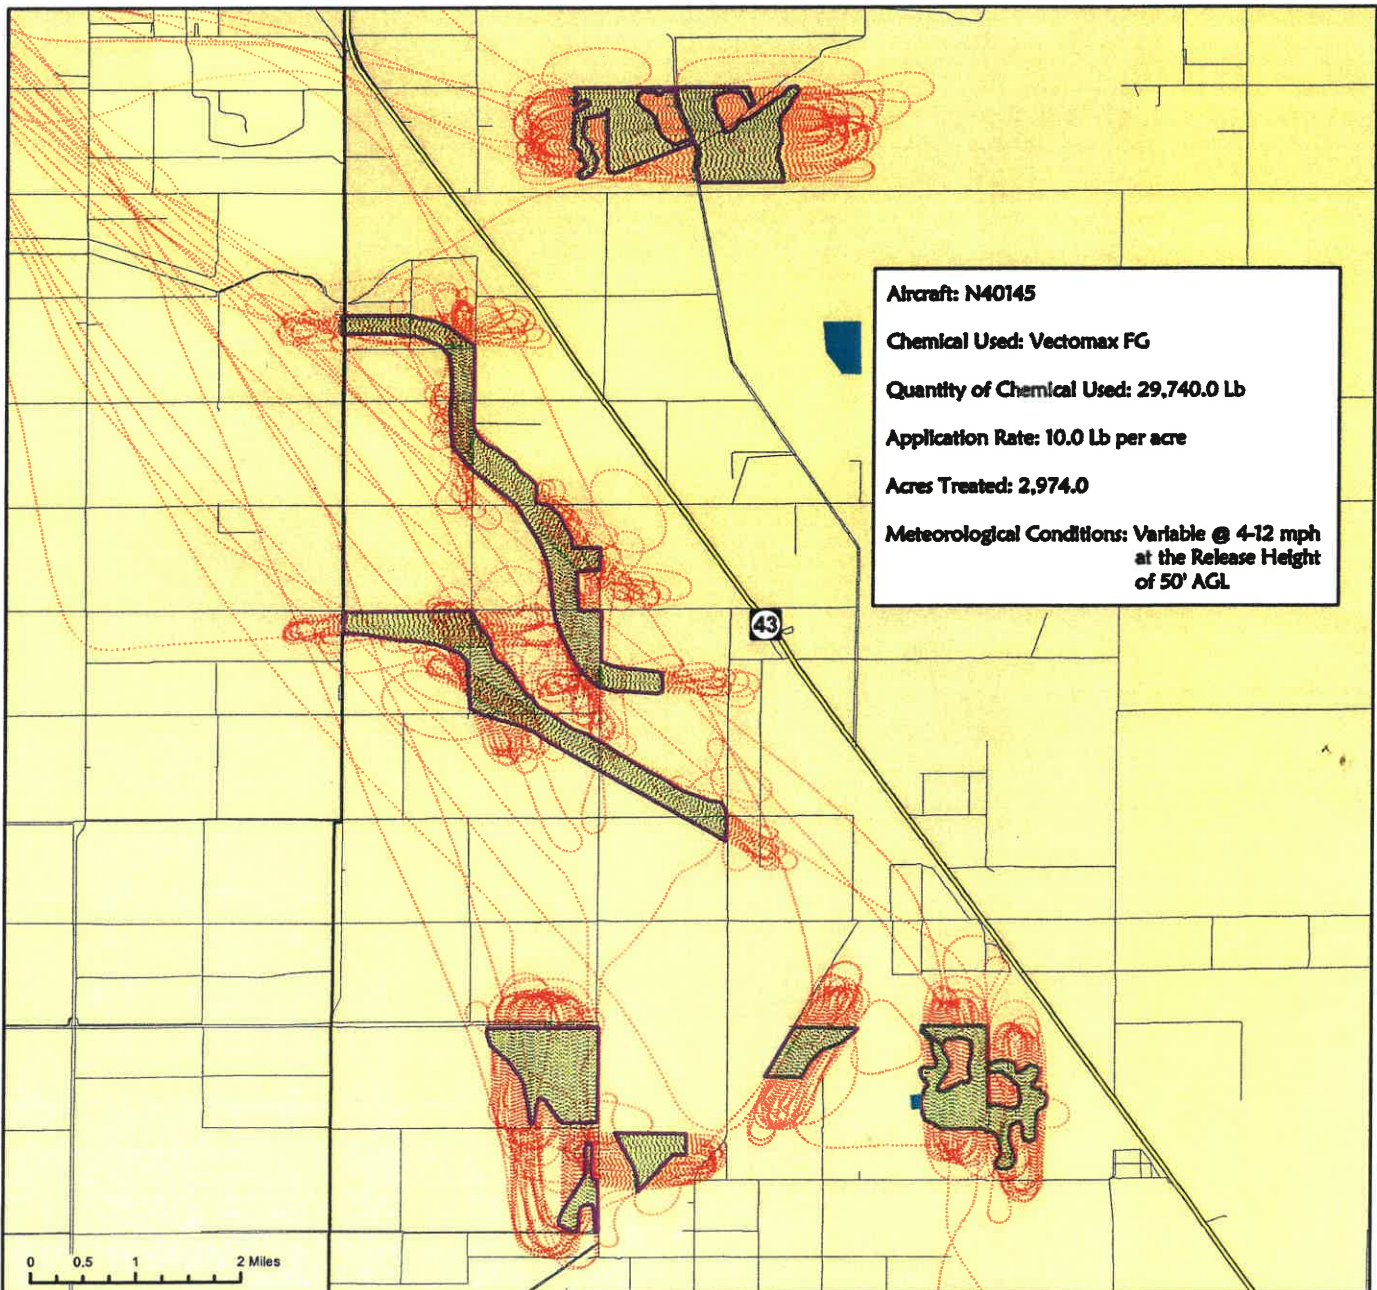 Aircraft: N40145
Chemical Used: Vectomax FG
Quantity of Chemical Used: 29,740.0 Lb
Application Rate: 10.0 Lb per acre
Acres Treated: 2,974.0
Meteorological Conditions: Variable @ 4-12 mph
at the Release Height
of 50' AGL
43
0 0.5 1 2 Miles